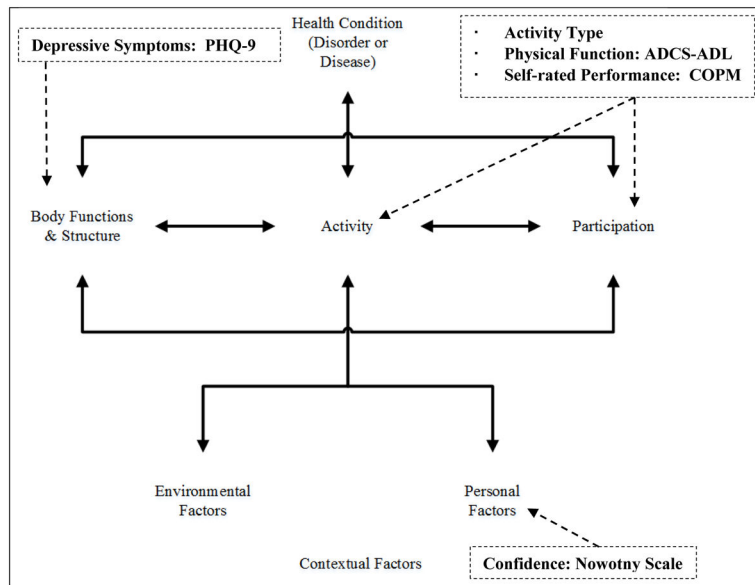 Depressive Symptoms: PHQ-9
Health Condition
(Disorder or
Disease)
· Activity Type
· Physical Function: ADCS-ADL
· Self-rated Performance: COPM
Body Functions
& Structure
Activity
Participation
Environmental
Factors
Personal
Factors
Contextual Factors
Confidence: Nowotny Scale